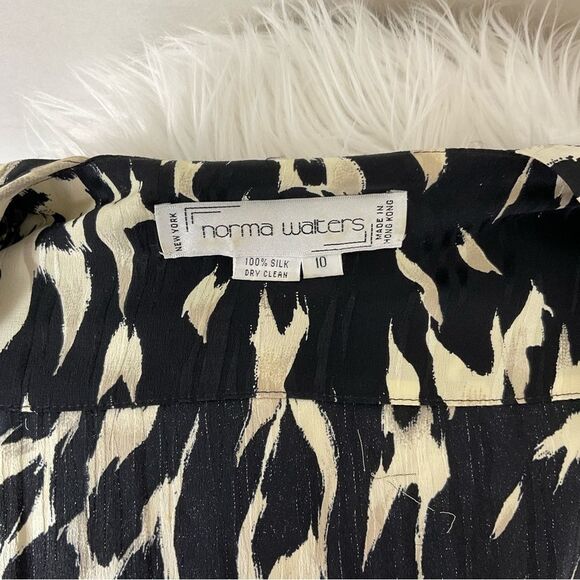 NEW YORK
norma walters
MADE IN
HONG KONG
100% SILK
DRY CLEAN
10